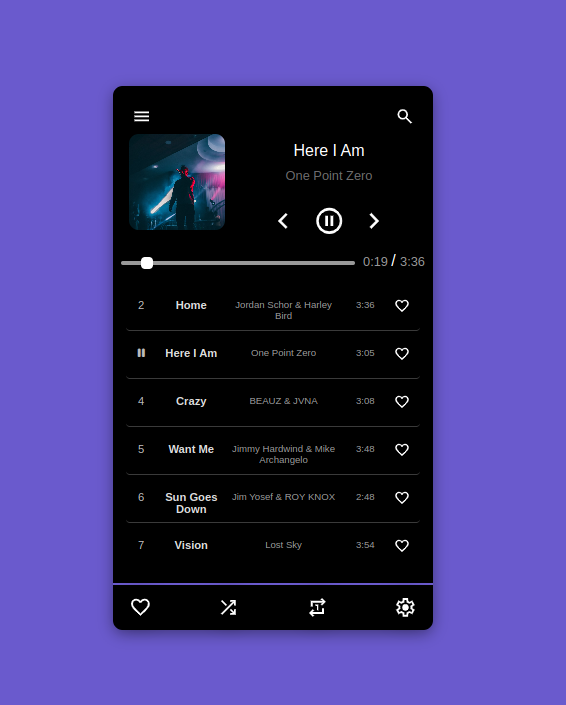 Here I Am
One Point Zero
0:19 / 3:36
2 Home Jordan Schor & Harley Bird 3:36
Here I Am One Point Zero 3:05
4 Crazy BEAUZ & JVNA 3:08
5 Want Me Jimmy Hardwind & Mike Archangelo 3:48
6 Sun Goes Down Jim Yosef & ROY KNOX 2:48
7 Vision Lost Sky 3:54
1